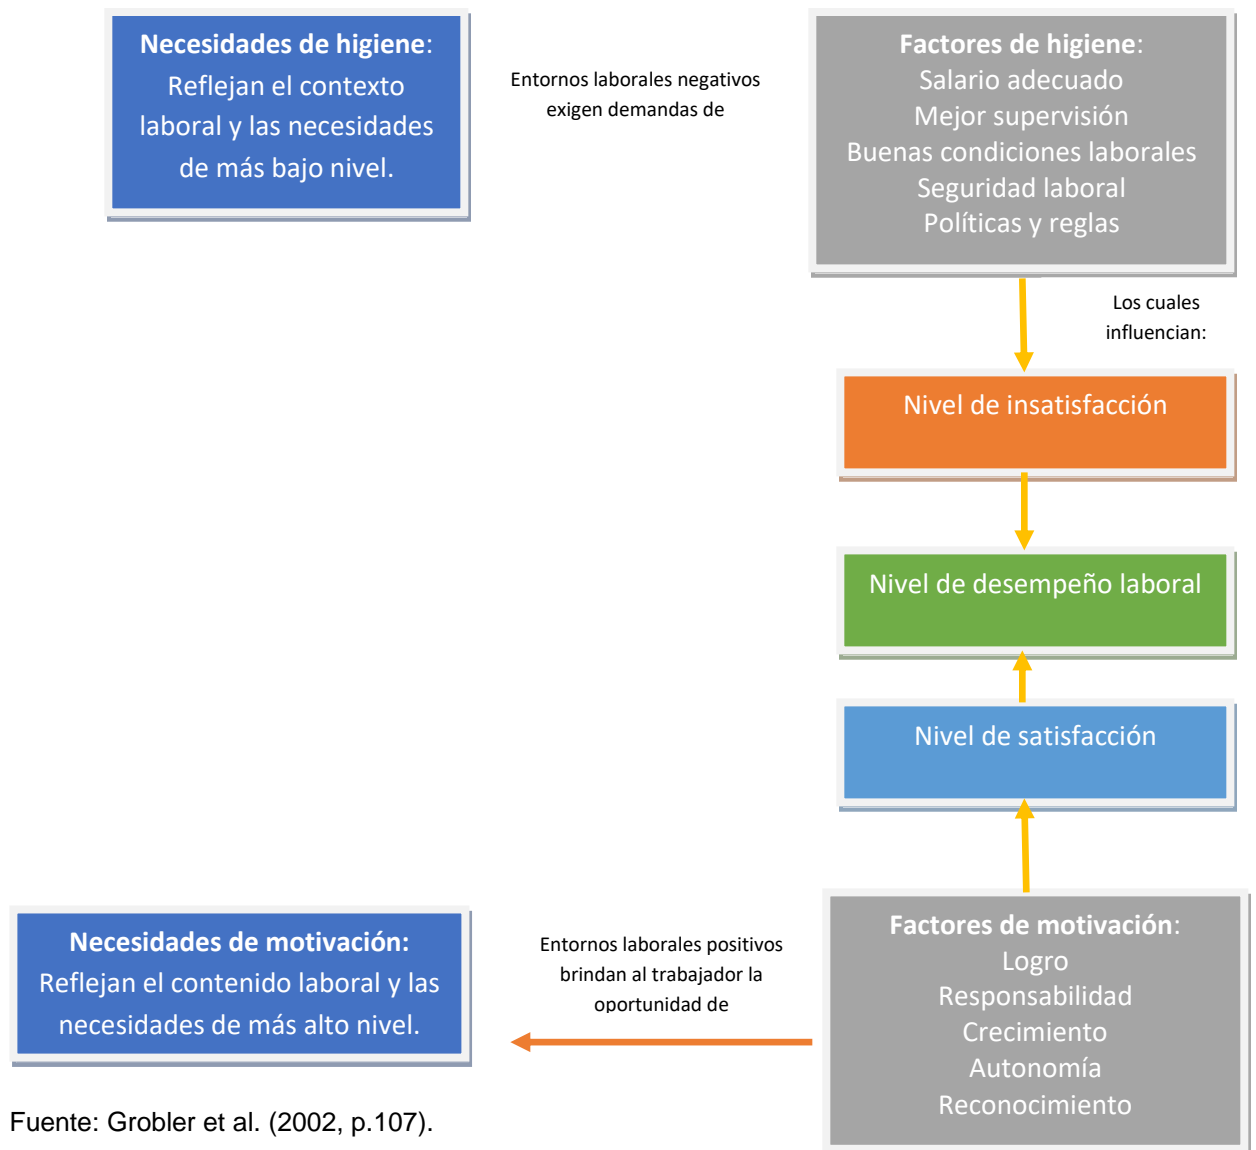 Necesidades de higiene:
Reflejan el contexto
laboral y las necesidades
de más bajo nivel.
Entornos laborales negativos
exigen demandas de
Factores de higiene:
Salario adecuado
Mejor supervisión
Buenas condiciones laborales
Seguridad laboral
Políticas y reglas
Los cuales
influencian:
Nivel de insatisfacción
Nivel de desempeño laboral
Nivel de satisfacción
Necesidades de motivación:
Reflejan el contenido laboral y las
necesidades de más alto nivel.
Entornos laborales positivos
brindan al trabajador la
oportunidad de
Factores de motivación:
Logro
Responsabilidad
Crecimiento
Autonomía
Reconocimiento
Fuente: Grobler et al. (2002, p.107).